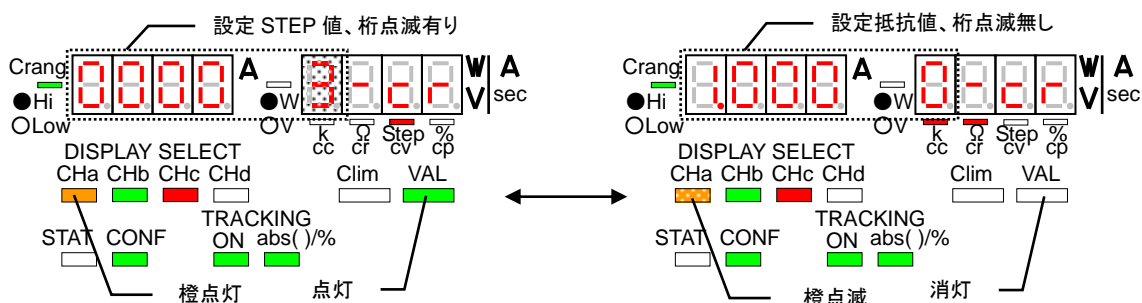 設定 STEP 値、桁点滅有り
Crang
Hi
Low
0000 A
W
V
3-cr
W A
V sec
k Ω Step %
cc cr cv cp
DISPLAY SELECT
CHa CHb CHc CHd
Clim VAL
TRACKING
STAT CONF ON abs( )/%
橙点灯
点灯
設定抵抗値、桁点滅無し
Crang
Hi
Low
1.000 A
W
V
0-cr
W A
V sec
k Ω Step %
cc cr cv cp
DISPLAY SELECT
CHa CHb CHc CHd
Clim VAL
TRACKING
STAT CONF ON abs( )/%
橙点滅
消灯